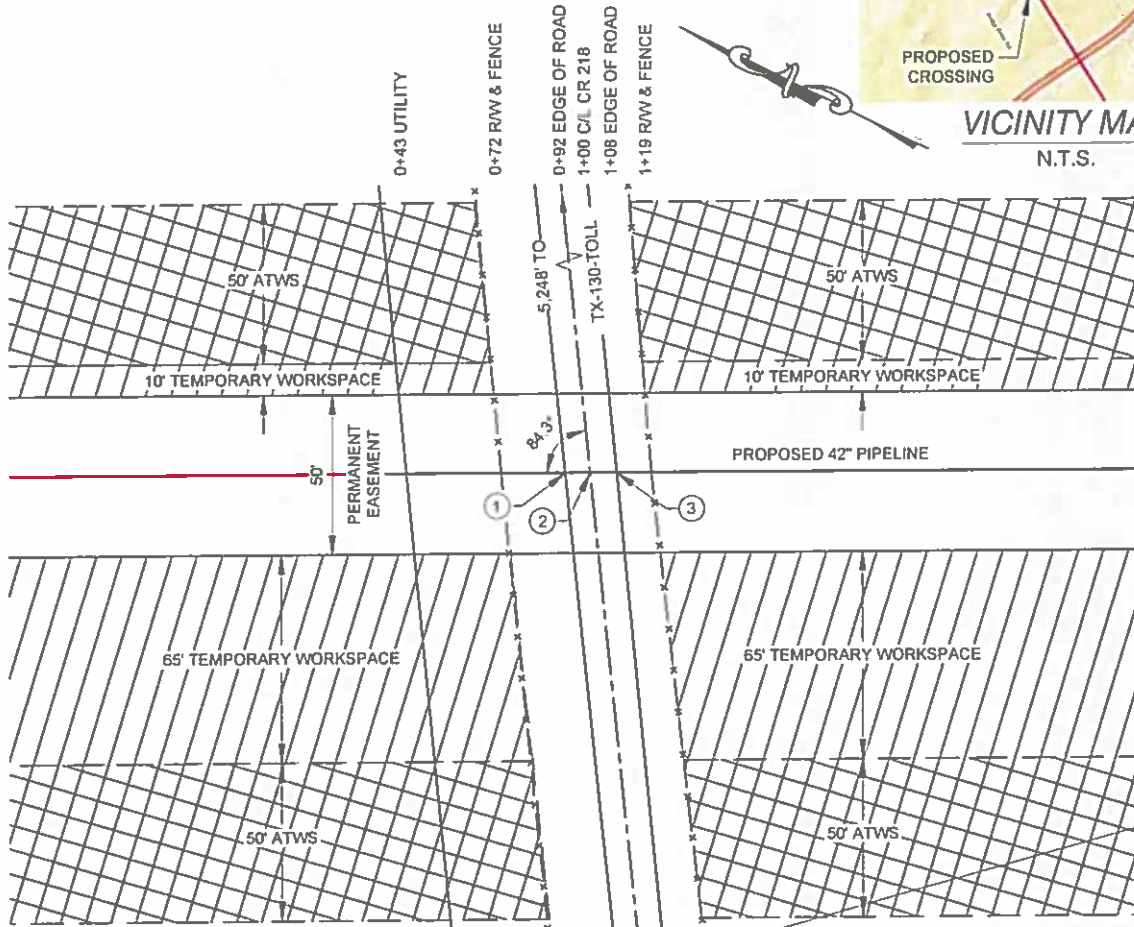 PROPOSED
CROSSING
VICINITY MA
N.T.S.
0+43 UTILITY
0+72 R/W & FENCE
0+92 EDGE OF ROAD
1+00 C/L CR 218
1+08 EDGE OF ROAD
1+19 R/W & FENCE
5,248' TO
TX-130-TOLL
50' ATWS
50' ATWS
10' TEMPORARY WORKSPACE
10' TEMPORARY WORKSPACE
84.3°
PROPOSED 42" PIPELINE
50'
PERMANENT
EASEMENT
1
2
3
65' TEMPORARY WORKSPACE
65' TEMPORARY WORKSPACE
50' ATWS
50' ATWS